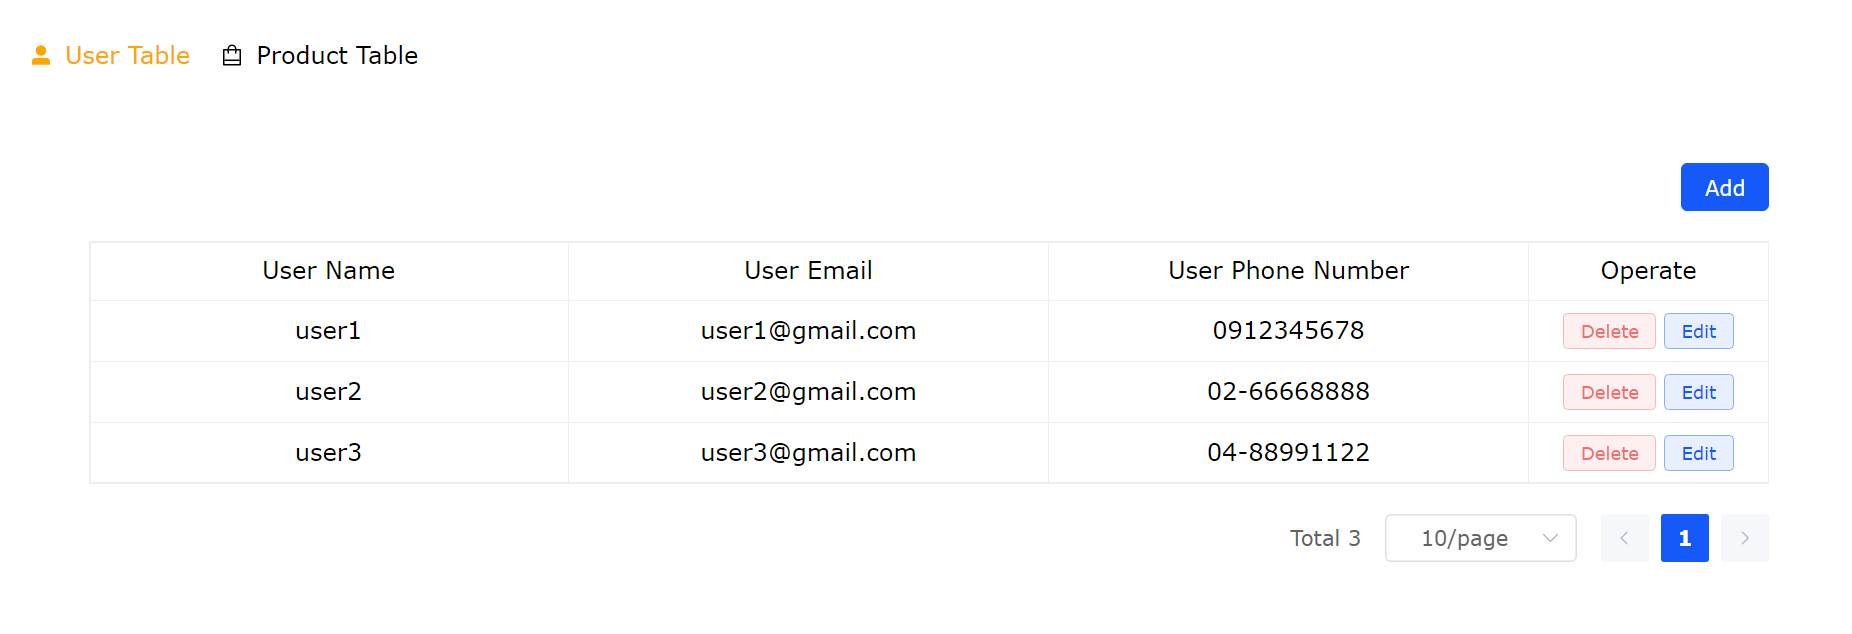 User Table Product Table
Add
User Name User Email User Phone Number Operate
user1 user1@gmail.com 0912345678 Delete Edit
user2 user2@gmail.com 02-66668888 Delete Edit
user3 user3@gmail.com 04-88991122 Delete Edit
Total 3 10/page 1